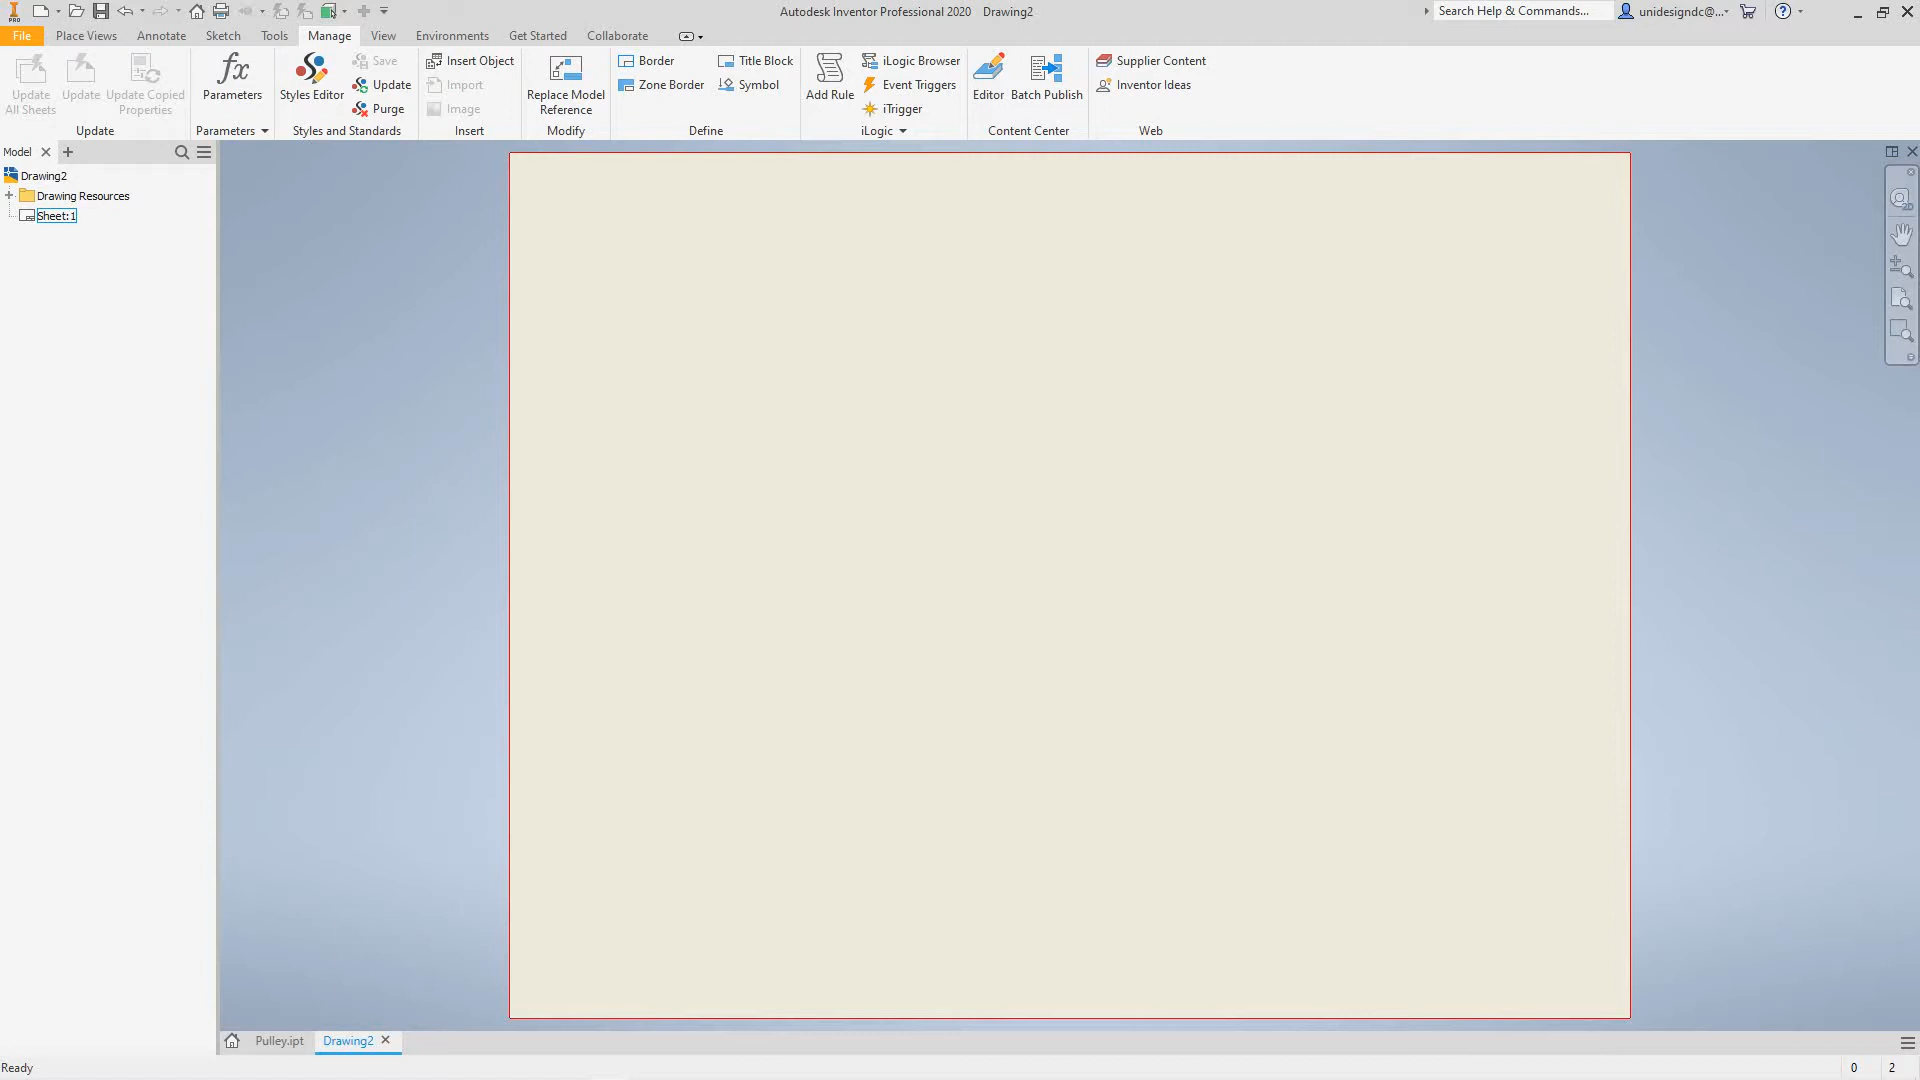 PRO
Autodesk Inventor Professional 2020 Drawing2
Search Help & Commands...
unidesigndc@...
File Place Views Annotate Sketch Tools Manage View Environments Get Started Collaborate
Update All Sheets
Update
Update Copied Properties
Update
fx
Parameters
Parameters
Styles Editor
Save
Update
Purge
Styles and Standards
Insert Object
Import
Image
Insert
Replace Model Reference
Modify
Border
Zone Border
Title Block
Symbol
Define
Add Rule
iLogic Browser
Event Triggers
iTrigger
iLogic
Editor
Batch Publish
Content Center
Supplier Content
Inventor Ideas
Web
Model
Drawing2
Drawing Resources
Sheet:1
2D
Pulley.ipt Drawing2
Ready
0 2